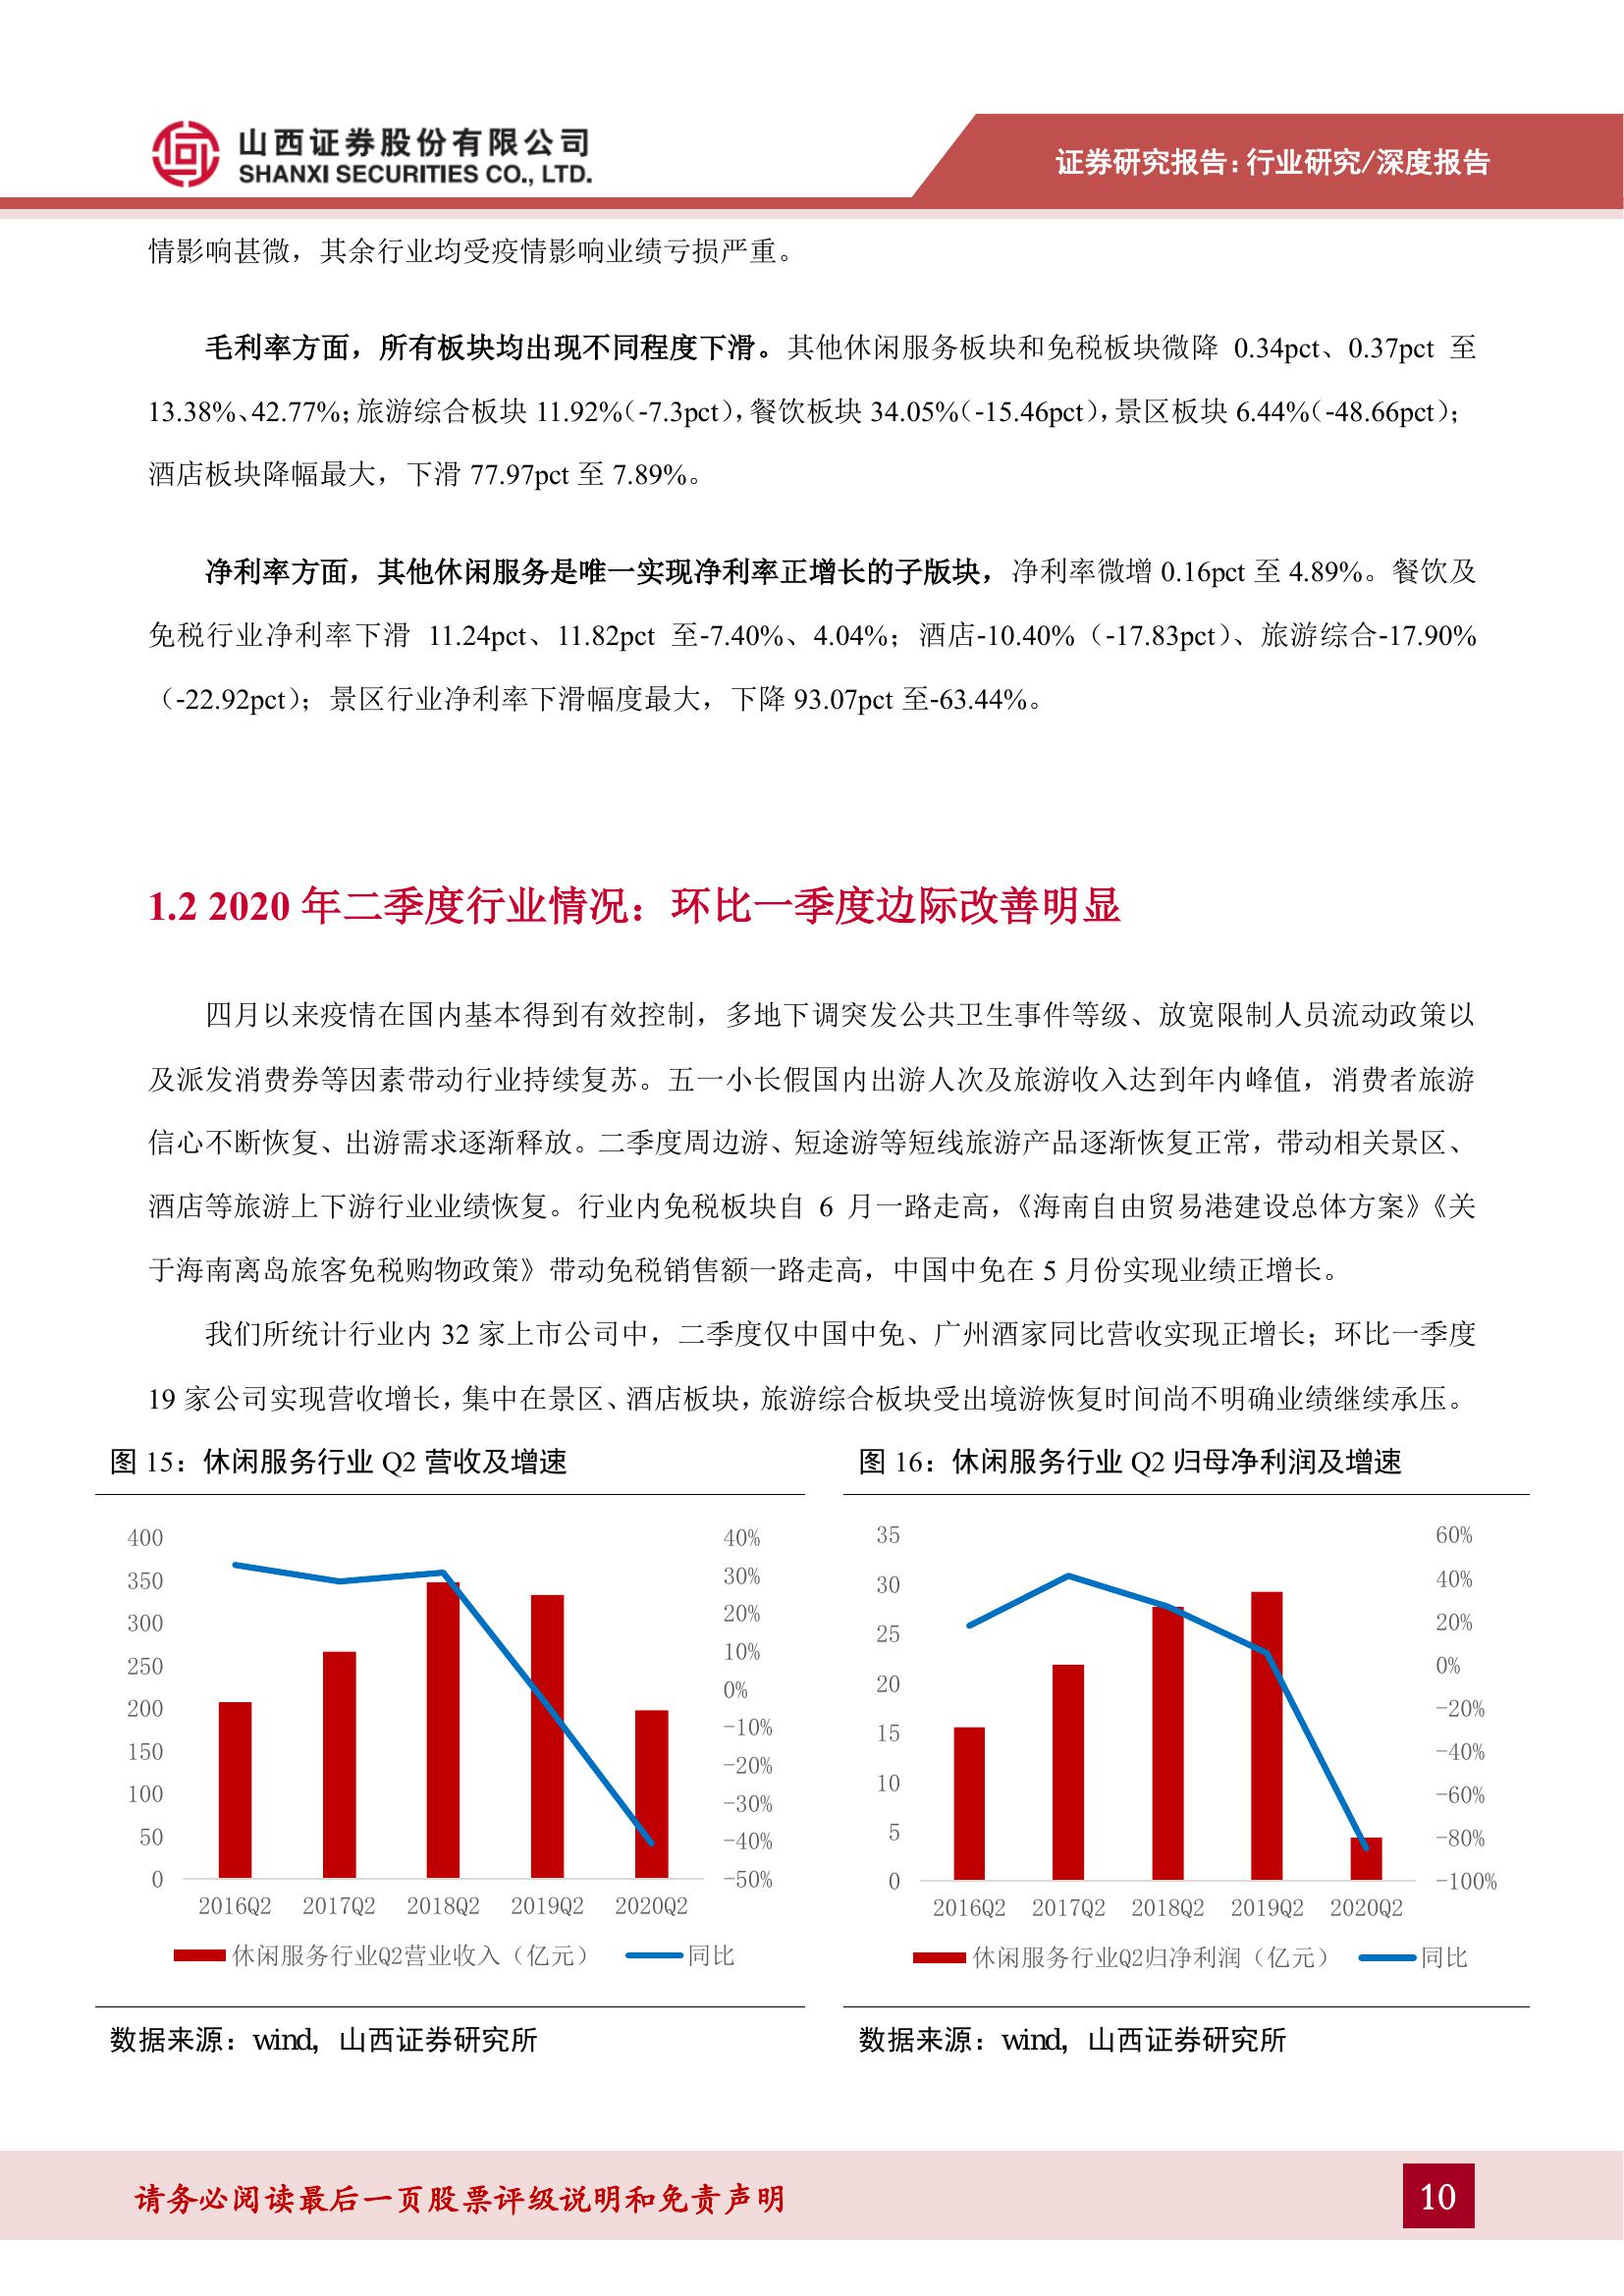 山西证券股份有限公司
SHANXI SECURITIES CO., LTD.
证券研究报告：行业研究/深度报告
情影响甚微，其余行业均受疫情影响业绩亏损严重。
毛利率方面，所有板块均出现不同程度下滑。其他休闲服务板块和免税板块微降 0.34pct、0.37pct 至
13.38%、42.77%；旅游综合板块 11.92%（-7.3pct），餐饮板块 34.05%（-15.46pct），景区板块 6.44%（-48.66pct）；
酒店板块降幅最大，下滑 77.97pct 至 7.89%。
净利率方面，其他休闲服务是唯一实现净利率正增长的子版块，净利率微增 0.16pct 至 4.89%。餐饮及
免税行业净利率下滑 11.24pct、11.82pct 至-7.40%、4.04%；酒店-10.40%（-17.83pct）、旅游综合-17.90%
（-22.92pct）；景区行业净利率下滑幅度最大，下降 93.07pct 至-63.44%。
1.2 2020 年二季度行业情况：环比一季度边际改善明显
四月以来疫情在国内基本得到有效控制，多地下调突发公共卫生事件等级、放宽限制人员流动政策以
及派发消费券等因素带动行业持续复苏。五一小长假国内出游人次及旅游收入达到年内峰值，消费者旅游
信心不断恢复、出游需求逐渐释放。二季度周边游、短途游等短线旅游产品逐渐恢复正常，带动相关景区、
酒店等旅游上下游行业业绩恢复。行业内免税板块自 6 月一路走高，《海南自由贸易港建设总体方案》《关
于海南离岛旅客免税购物政策》带动免税销售额一路走高，中国中免在 5 月份实现业绩正增长。
我们所统计行业内 32 家上市公司中，二季度仅中国中免、广州酒家同比营收实现正增长；环比一季度
19 家公司实现营收增长，集中在景区、酒店板块，旅游综合板块受出境游恢复时间尚不明确业绩继续承压。
图 15：休闲服务行业 Q2 营收及增速
400
350
300
250
200
150
100
50
0
40%
30%
20%
10%
0%
-10%
-20%
-30%
-40%
-50%
2016Q2 2017Q2 2018Q2 2019Q2 2020Q2
休闲服务行业Q2营业收入（亿元） 同比
数据来源：wind，山西证券研究所
图 16：休闲服务行业 Q2 归母净利润及增速
35
30
25
20
15
10
5
0
60%
40%
20%
0%
-20%
-40%
-60%
-80%
-100%
2016Q2 2017Q2 2018Q2 2019Q2 2020Q2
休闲服务行业Q2归净利润（亿元） 同比
数据来源：wind，山西证券研究所
请务必阅读最后一页股票评级说明和免责声明
10